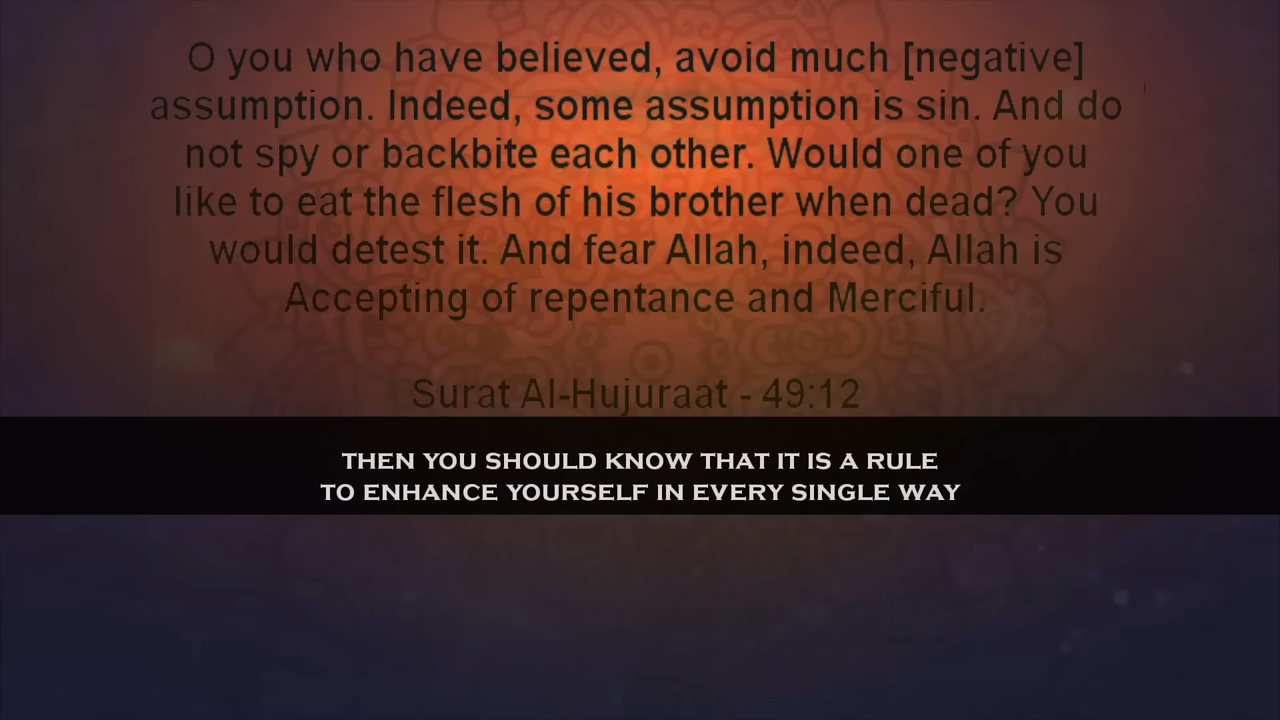 O you who have believed, avoid much [negative]
assumption. Indeed, some assumption is sin. And do
not spy or backbite each other. Would one of you
like to eat the flesh of his brother when dead? You
would detest it. And fear Allah, indeed, Allah is
Accepting of repentance and Merciful.
Surat Al-Hujuraat - 49:12
THEN YOU SHOULD KNOW THAT IT IS A RULE
TO ENHANCE YOURSELF IN EVERY SINGLE WAY